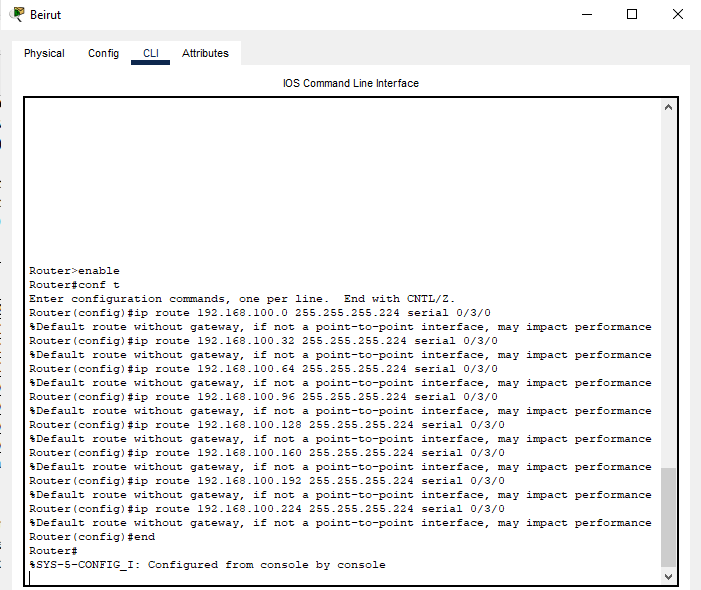 Beirut
Physical Config CLI Attributes
IOS Command Line Interface
Router>enable
Router#conf t
Enter configuration commands, one per line.  End with CNTL/Z.
Router(config)#ip route 192.168.100.0 255.255.255.224 serial 0/3/0
%Default route without gateway, if not a point-to-point interface, may impact performance
Router(config)#ip route 192.168.100.32 255.255.255.224 serial 0/3/0
%Default route without gateway, if not a point-to-point interface, may impact performance
Router(config)#ip route 192.168.100.64 255.255.255.224 serial 0/3/0
%Default route without gateway, if not a point-to-point interface, may impact performance
Router(config)#ip route 192.168.100.96 255.255.255.224 serial 0/3/0
%Default route without gateway, if not a point-to-point interface, may impact performance
Router(config)#ip route 192.168.100.128 255.255.255.224 serial 0/3/0
%Default route without gateway, if not a point-to-point interface, may impact performance
Router(config)#ip route 192.168.100.160 255.255.255.224 serial 0/3/0
%Default route without gateway, if not a point-to-point interface, may impact performance
Router(config)#ip route 192.168.100.192 255.255.255.224 serial 0/3/0
%Default route without gateway, if not a point-to-point interface, may impact performance
Router(config)#ip route 192.168.100.224 255.255.255.224 serial 0/3/0
%Default route without gateway, if not a point-to-point interface, may impact performance
Router(config)#end
Router#
%SYS-5-CONFIG_I: Configured from console by console